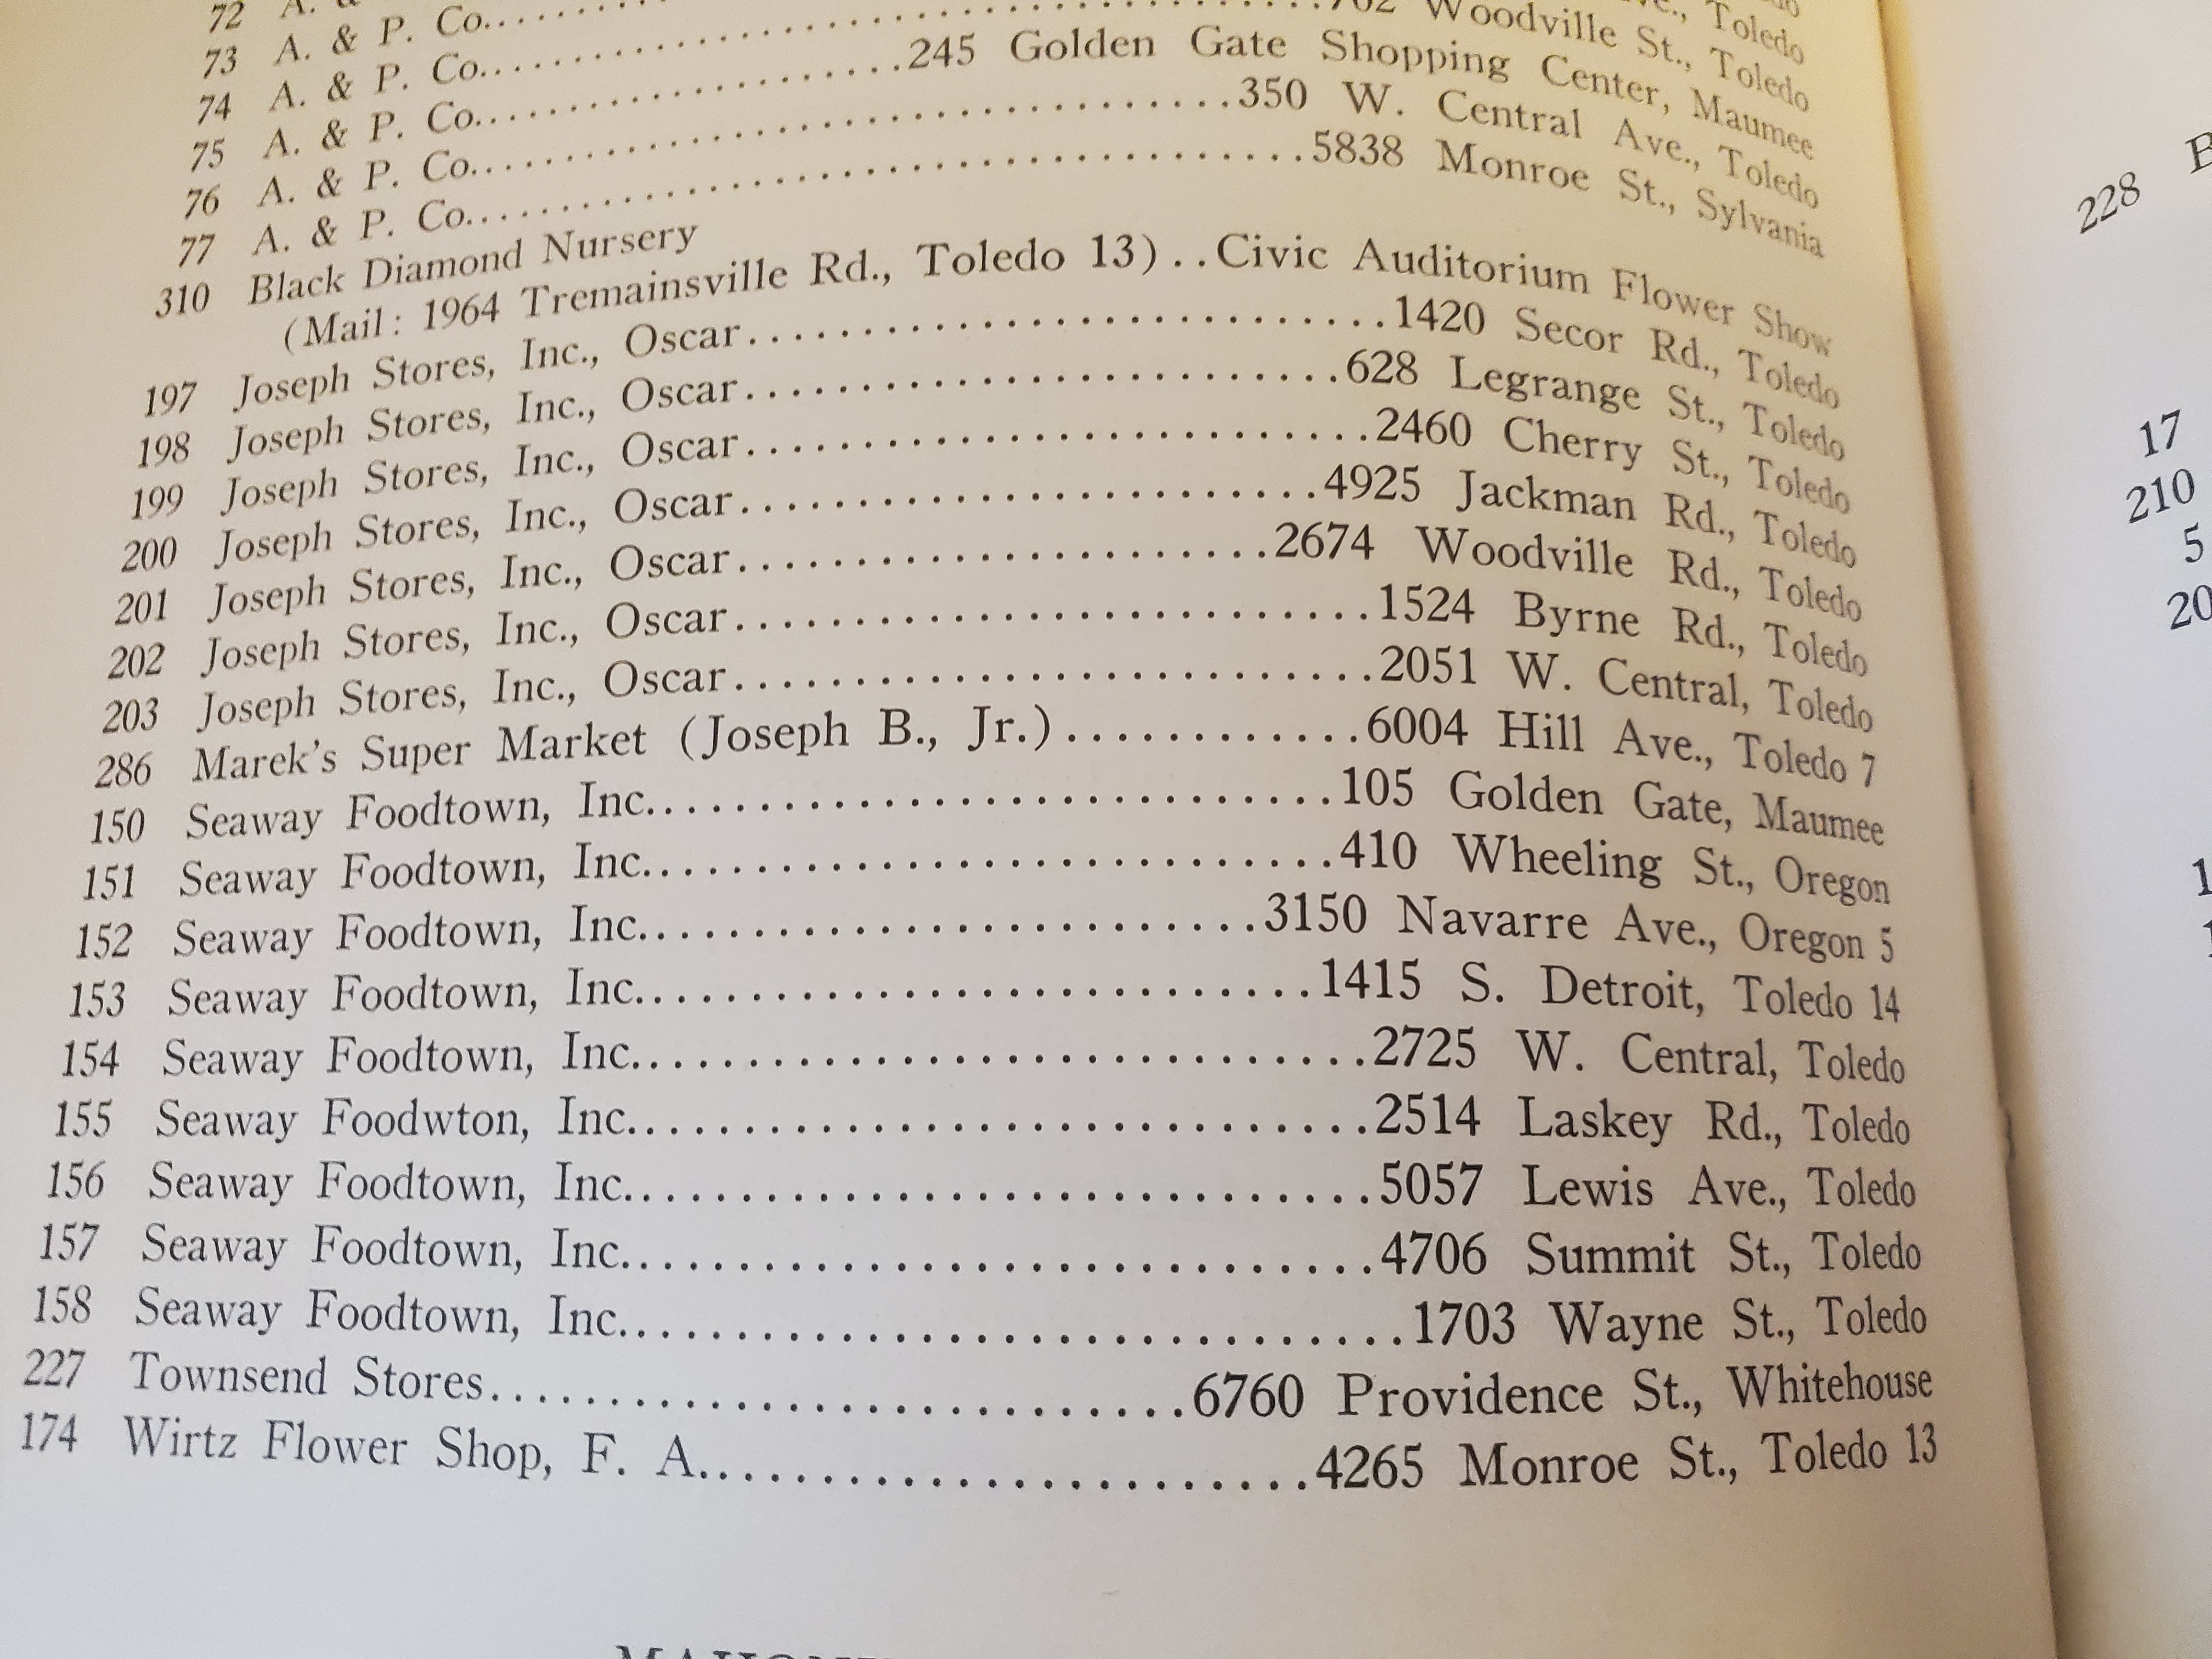 72 A. &
73 A. & P. Co.......Toledo
74 A. & P. Co.......Woodville St., Toledo
75 A. & P. Co.......245 Golden Gate Shopping Center, Maumee
76 A. & P. Co.......350 W. Central Ave., Toledo
77 A. & P. Co.......5838 Monroe St., Sylvania
310 Black Diamond Nursery
(Mail: 1964 Tremainsville Rd., Toledo 13)..Civic Auditorium Flower Show
197 Joseph Stores, Inc., Oscar......1420 Secor Rd., Toledo
198 Joseph Stores, Inc., Oscar......628 Legrange St., Toledo
199 Joseph Stores, Inc., Oscar......2460 Cherry St., Toledo
200 Joseph Stores, Inc., Oscar......4925 Jackman Rd., Toledo
201 Joseph Stores, Inc., Oscar......2674 Woodville Rd., Toledo
202 Joseph Stores, Inc., Oscar......1524 Byrne Rd., Toledo
203 Joseph Stores, Inc., Oscar......2051 W. Central, Toledo
286 Marek's Super Market (Joseph B., Jr.)......6004 Hill Ave., Toledo 7
150 Seaway Foodtown, Inc.......105 Golden Gate, Maumee
151 Seaway Foodtown, Inc.......410 Wheeling St., Oregon
152 Seaway Foodtown, Inc.......3150 Navarre Ave., Oregon 5
153 Seaway Foodtown, Inc.......1415 S. Detroit, Toledo 14
154 Seaway Foodtown, Inc.......2725 W. Central, Toledo
155 Seaway Foodwton, Inc.......2514 Laskey Rd., Toledo
156 Seaway Foodtown, Inc.......5057 Lewis Ave., Toledo
157 Seaway Foodtown, Inc.......4706 Summit St., Toledo
158 Seaway Foodtown, Inc.......1703 Wayne St., Toledo
227 Townsend Stores......6760 Providence St., Whitehouse
174 Wirtz Flower Shop, F. A.......4265 Monroe St., Toledo 13
228
17
210
5